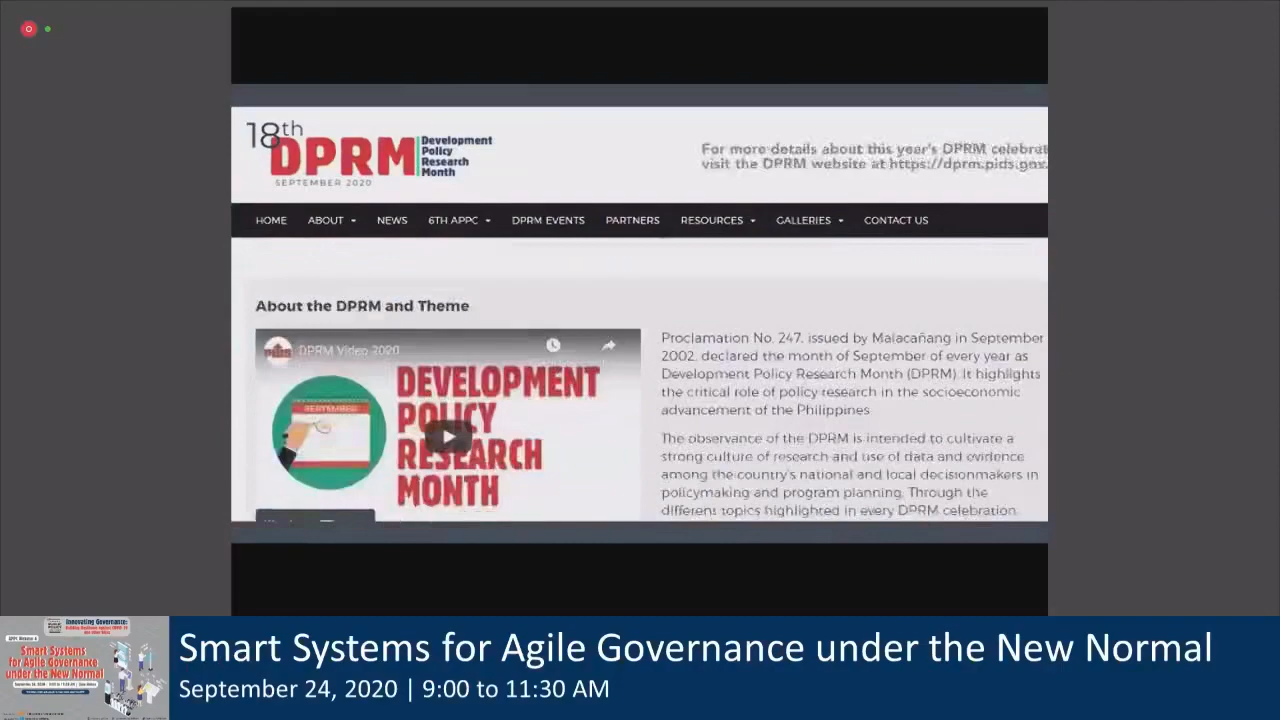 18th
DPRM
Development
Policy
Research
Month
SEPTEMBER 2020
For more details about this year's DPRM celebrat
visit the DPRM website at https://dprm.pids.gov.
HOME ABOUT NEWS 6TH APPC DPRM EVENTS PARTNERS RESOURCES GALLERIES CONTACT US
About the DPRM and Theme
DPRM Video 2020
SEPTEMBER
DEVELOPMENT
POLICY
RESEARCH
MONTH
Proclamation No. 247, issued by Malacañang in September
2002, declared the month of September of every year as
Development Policy Research Month (DPRM). It highlights
the critical role of policy research in the socioeconomic
advancement of the Philippines
The observance of the DPRM is intended to cultivate a
strong culture of research and use of data and evidence
among the country's national and local decisionmakers in
policymaking and program planning. Through the
different topics highlighted in every DPRM celebration,
Innovating Governance:
Smart Systems
for Agile Governance
under the New Normal
Smart Systems for Agile Governance under the New Normal
September 24, 2020 | 9:00 to 11:30 AM